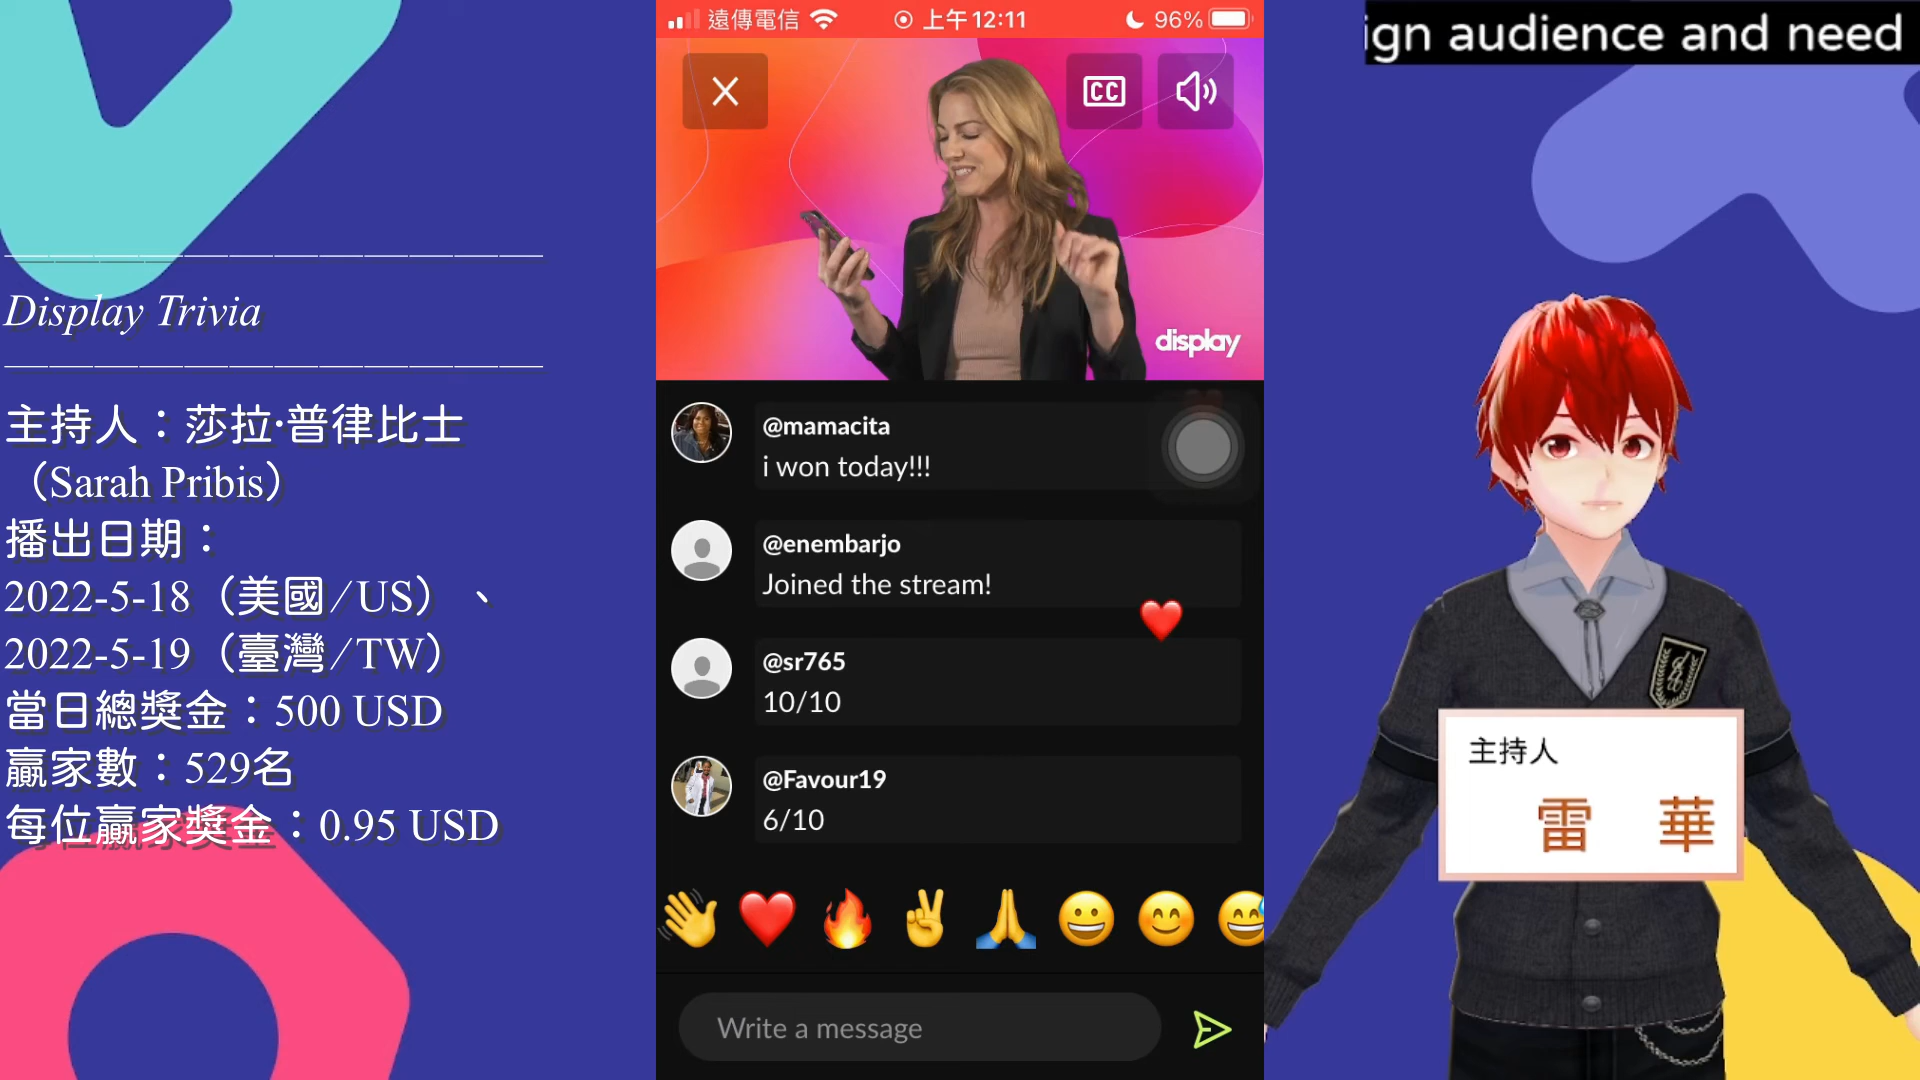 Display Trivia
主持人：莎拉·普律比士
（Sarah Pribis）
播出日期：
2022-5-18（美國/US）、
2022-5-19（臺灣/TW）
當日總獎金：500 USD
贏家數：529名
每位贏家獎金：0.95 USD
遠傳電信
上午12:11
96%
CC
display
@mamacita
i won today!!!
@enembarjo
Joined the stream!
@sr765
10/10
@Favour19
6/10
Write a message
ign audience and need
主持人
雷 華